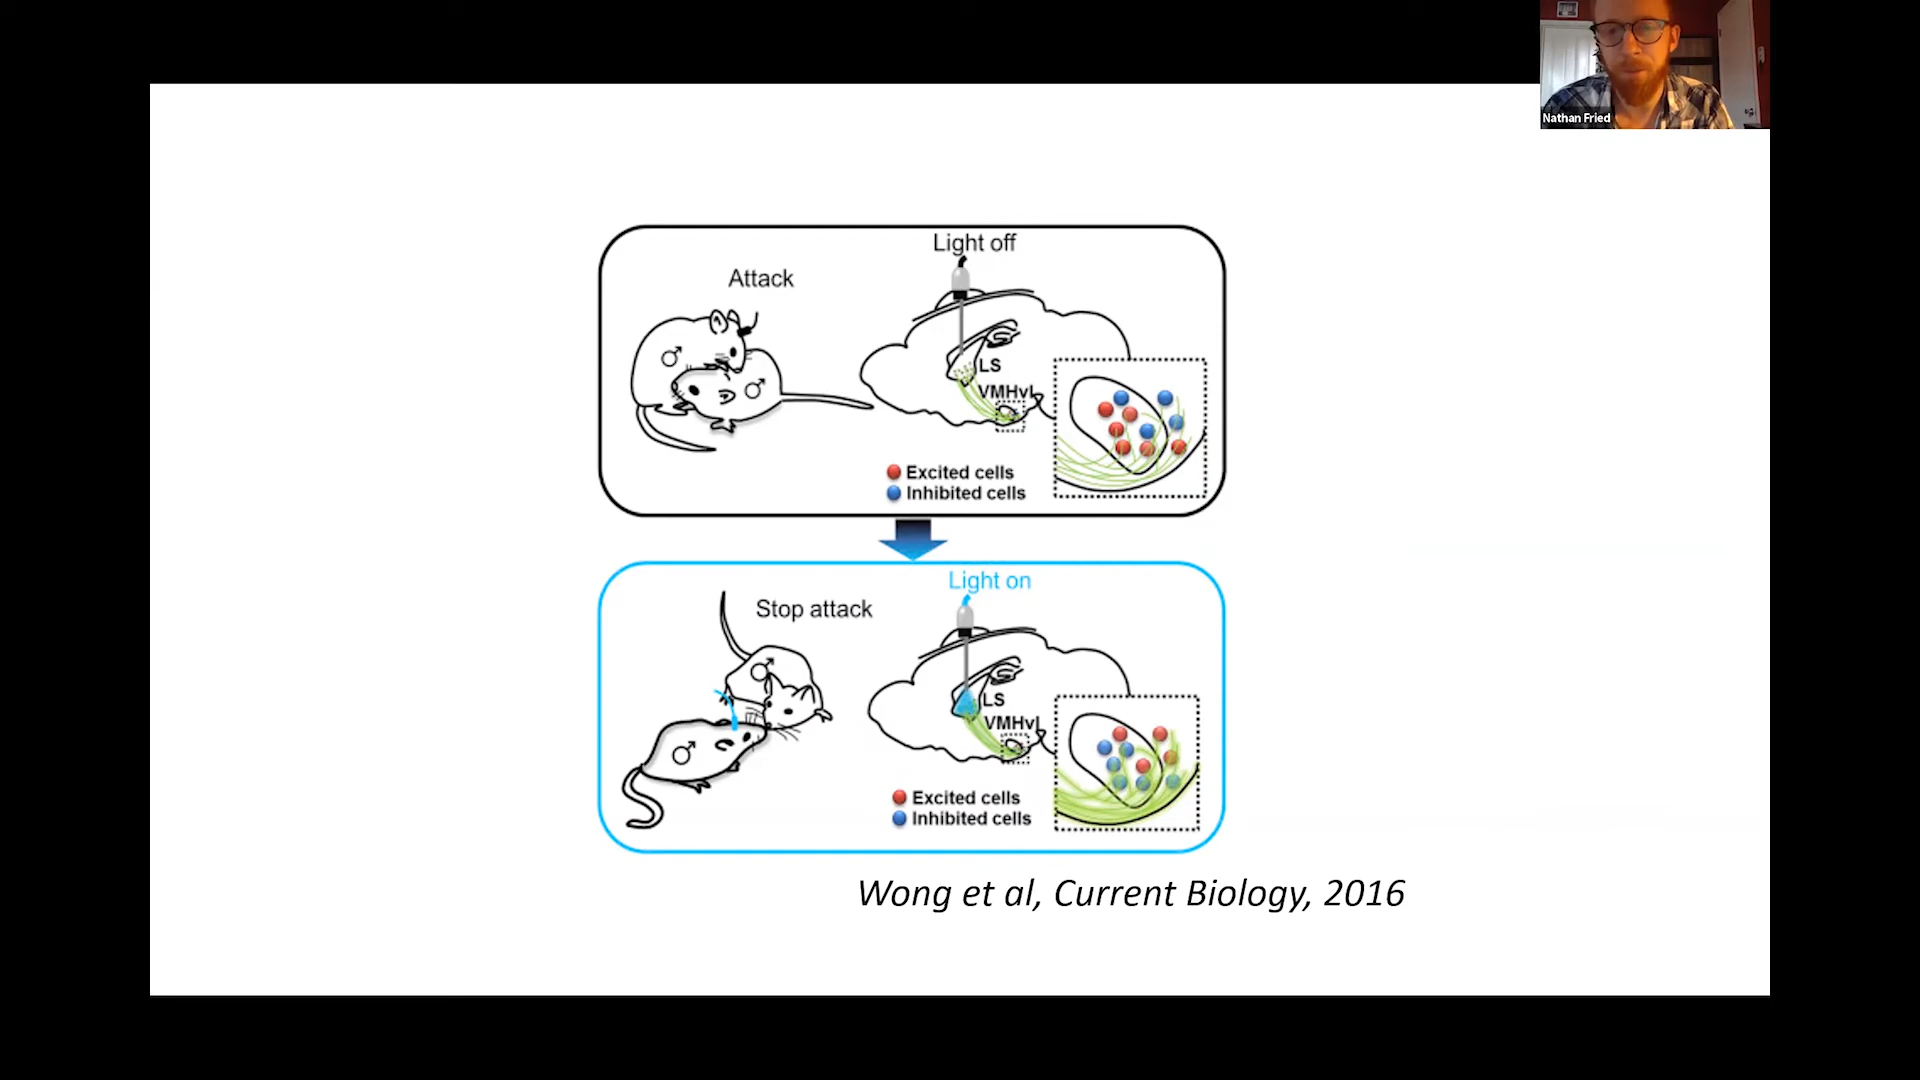 Nathan Fried
Light off
Attack
LS
VMHvl
Excited cells
Inhibited cells
Light on
Stop attack
LS
VMHvl
Excited cells
Inhibited cells
Wong et al, Current Biology, 2016